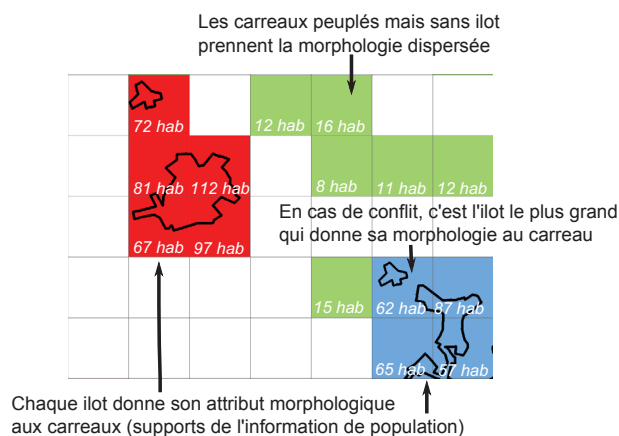 Les carreaux peuplés mais sans ilot
prennent la morphologie dispersée
72 hab
12 hab 16 hab
81 hab 112 hab
8 hab 11 hab 12 hab
En cas de conflit, c'est l'ilot le plus grand
qui donne sa morphologie au carreau
67 hab 97 hab
15 hab 62 hab 87 hab
65 hab 57 hab
Chaque ilot donne son attribut morphologique
aux carreaux (supports de l'information de population)